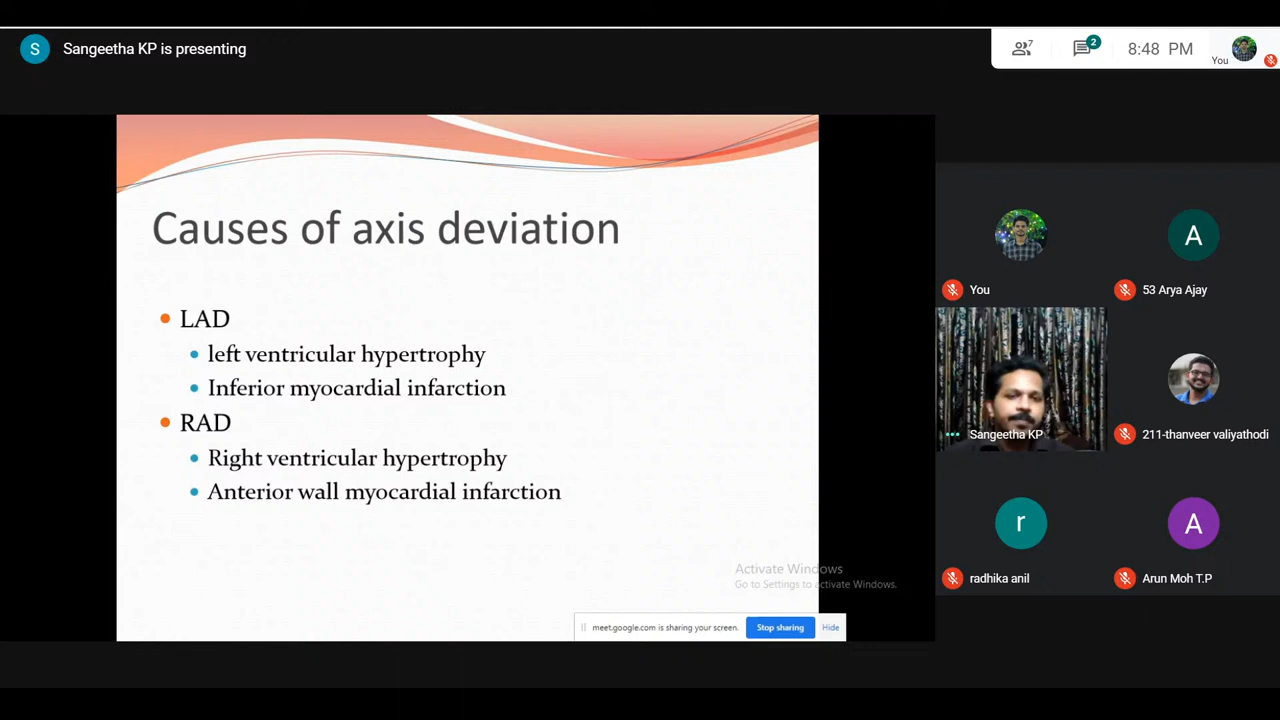 S
Sangeetha KP is presenting
7
2
8:48 PM
You
Causes of axis deviation
LAD
left ventricular hypertrophy
Inferior myocardial infarction
RAD
Right ventricular hypertrophy
Anterior wall myocardial infarction
Activate Windows
Go to Settings to activate Windows.
meet.google.com is sharing your screen.
Stop sharing
Hide
You
A
53 Arya Ajay
Sangeetha KP
211-thanveer valiyathodi
r
radhika anil
A
Arun Moh T.P